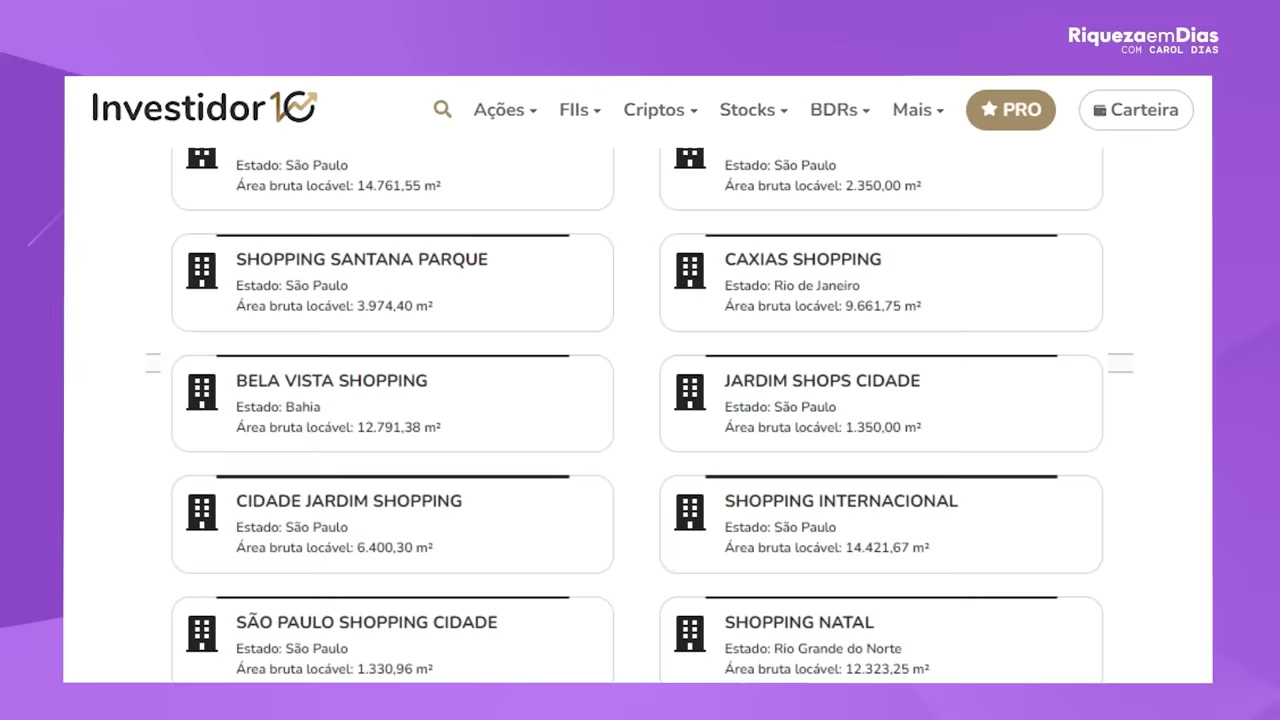 RiquezaemDias
COM CAROL DIAS
Investidor10
Ações
FIIs
Criptos
Stocks
BDRs
Mais
PRO
Carteira
Estado: São Paulo
Área bruta locável: 14.761,55 m²
Estado: São Paulo
Área bruta locável: 2.350,00 m²
SHOPPING SANTANA PARQUE
Estado: São Paulo
Área bruta locável: 3.974,40 m²
CAXIAS SHOPPING
Estado: Rio de Janeiro
Área bruta locável: 9.661,75 m²
BELA VISTA SHOPPING
Estado: Bahia
Área bruta locável: 12.791,38 m²
JARDIM SHOPS CIDADE
Estado: São Paulo
Área bruta locável: 1.350,00 m²
CIDADE JARDIM SHOPPING
Estado: São Paulo
Área bruta locável: 6.400,30 m²
SHOPPING INTERNACIONAL
Estado: São Paulo
Área bruta locável: 14.421,67 m²
SÃO PAULO SHOPPING CIDADE
Estado: São Paulo
Área bruta locável: 1.330,96 m²
SHOPPING NATAL
Estado: Rio Grande do Norte
Área bruta locável: 12.323,25 m²